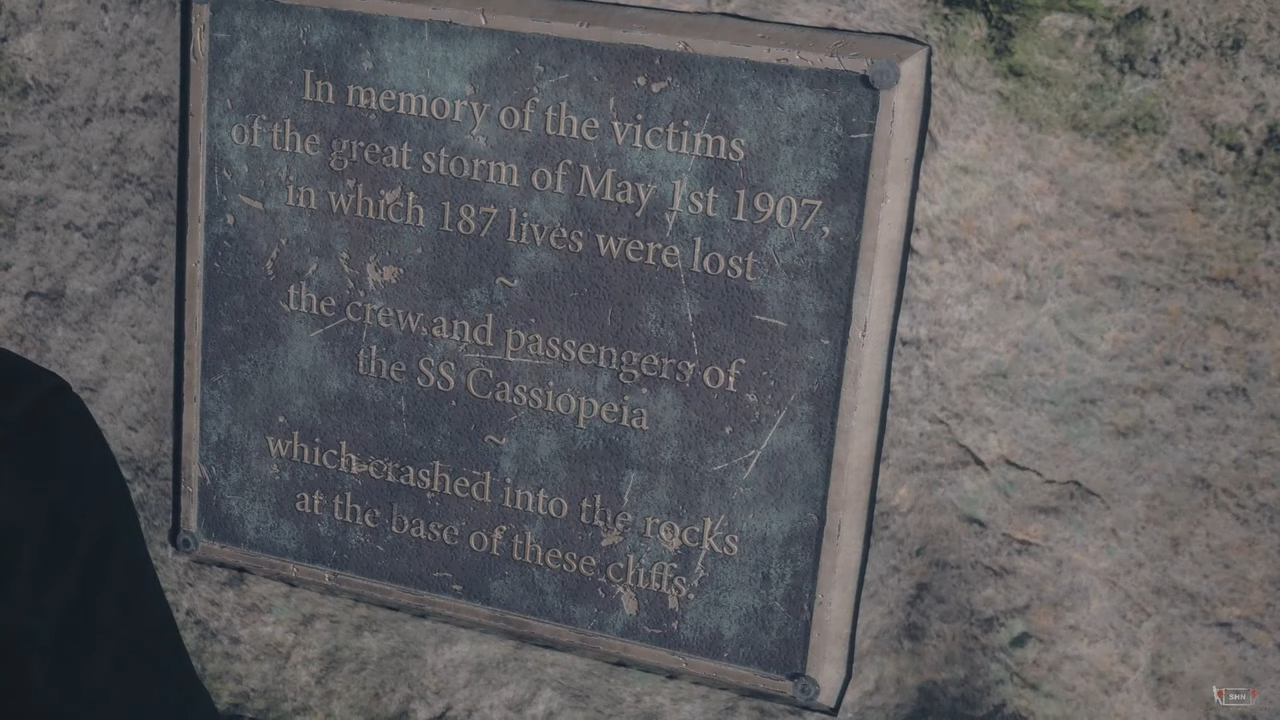 In memory of the victims
of the great storm of May 1st 1907,
in which 187 lives were lost
~
the crew and passengers of
the SS Cassiopeia
~
which crashed into the rocks
at the base of these cliffs.
SHN